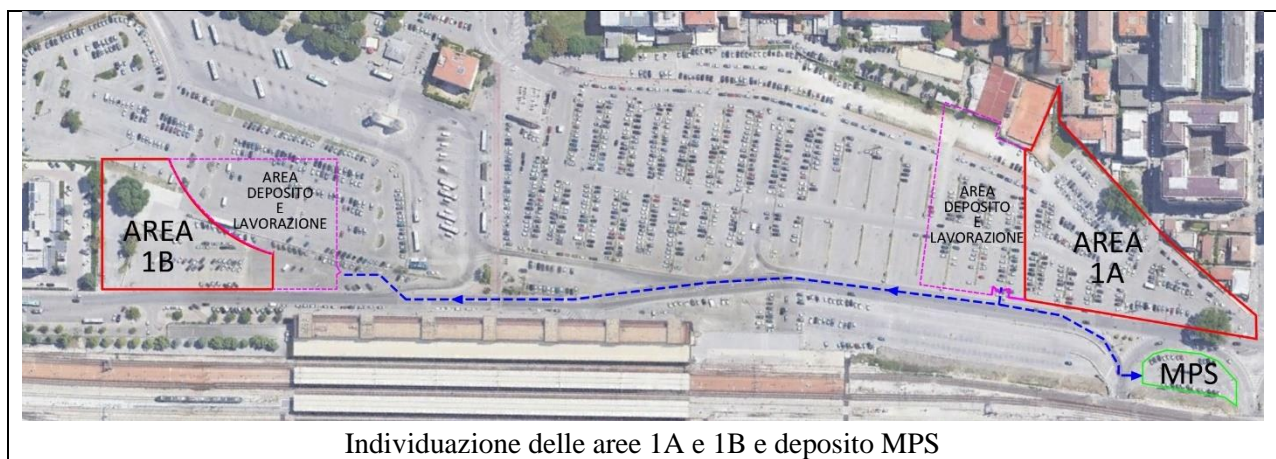 AREA
DEPOSITO
E
LAVORAZIONE
AREA
1B
AREA
DEPOSITO
E
LAVORAZIONE
AREA
1A
MPS
Individuazione delle aree 1A e 1B e deposito MPS